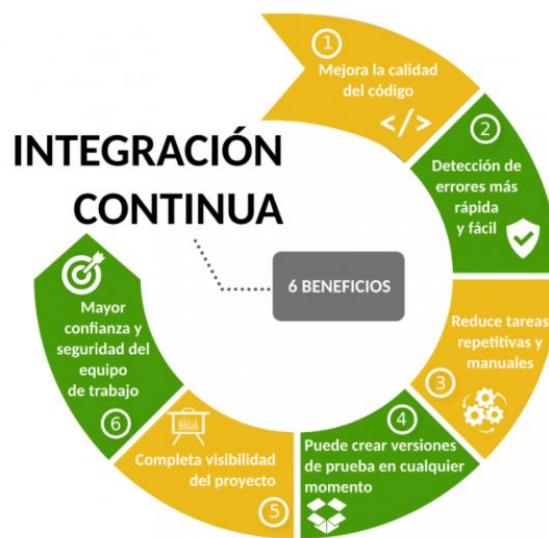 INTEGRACIÓN
CONTINUA
6 BENEFICIOS
1
Mejora la calidad
del código
</>
2
Detección de
errores más
rápida
y fácil
Reduce tareas
repetitivas y
manuales
3
4
Puede crear versiones
de prueba en cualquier
momento
Completa visibilidad
del proyecto
5
Mayor
confianza y
seguridad del
equipo
de trabajo
6